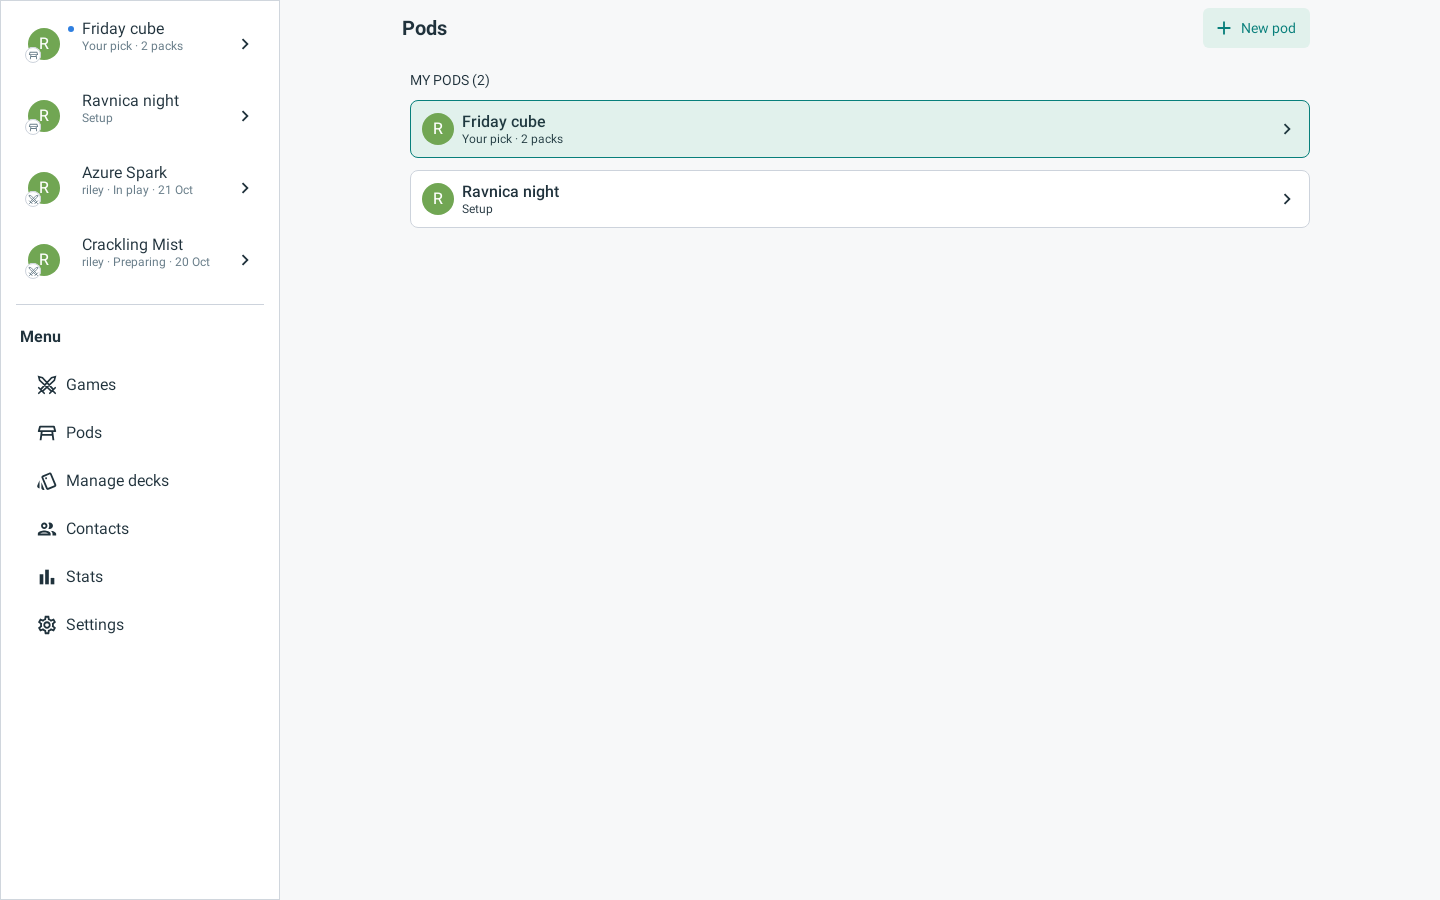 R
Friday cube
Your pick · 2 packs
R
Ravnica night
Setup
R
Azure Spark
riley · In play · 21 Oct
R
Crackling Mist
riley · Preparing · 20 Oct
Menu
Games
Pods
Manage decks
Contacts
Stats
Settings
Pods
New pod
MY PODS (2)
R
Friday cube
Your pick · 2 packs
R
Ravnica night
Setup